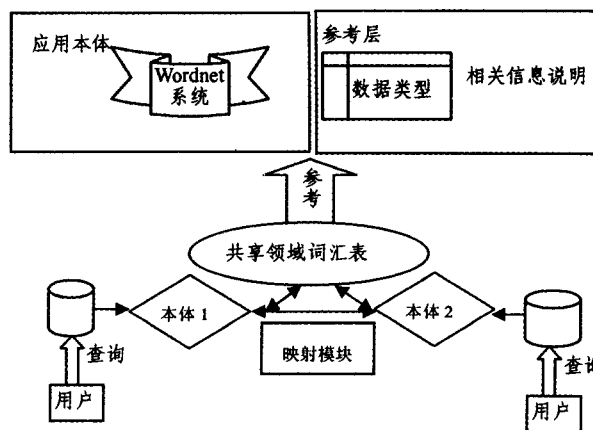 应用本体
Wordnet
系统
参考层
数据类型
相关信息说明
参考
共享领域词汇表
本体 1
本体 2
映射模块
查询
用户
查询
用户